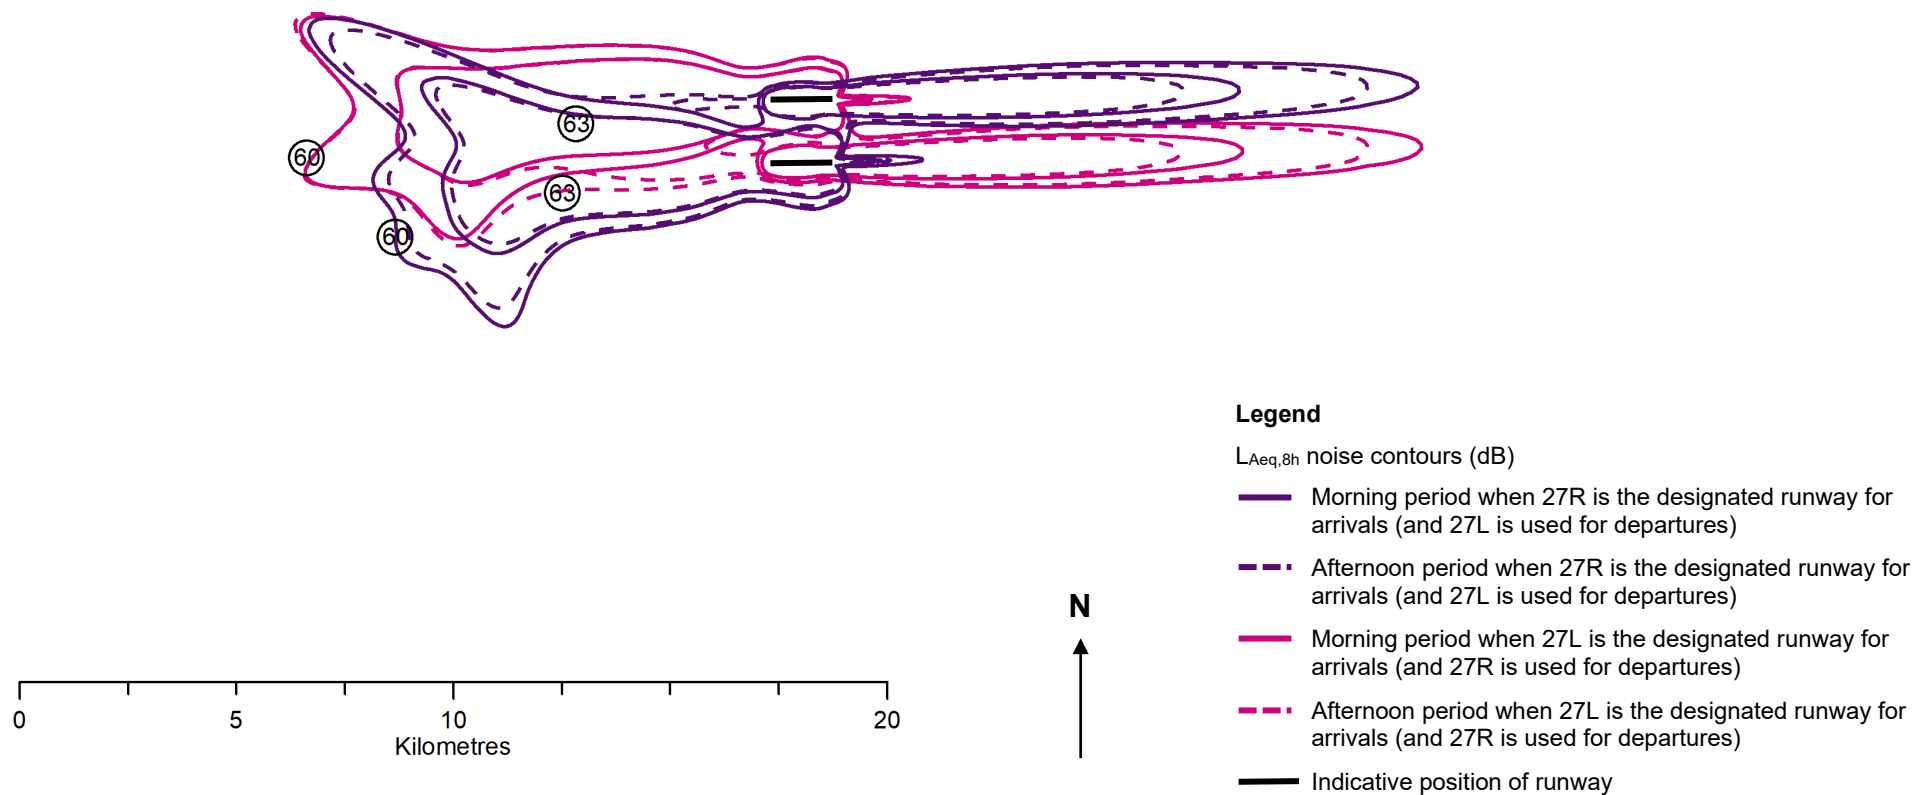 63
60
63
60
Legend
LAeq,8h noise contours (dB)
Morning period when 27R is the designated runway for
arrivals (and 27L is used for departures)
Afternoon period when 27R is the designated runway for
arrivals (and 27L is used for departures)
Morning period when 27L is the designated runway for
arrivals (and 27R is used for departures)
Afternoon period when 27L is the designated runway for
arrivals (and 27R is used for departures)
Indicative position of runway
N
0 5 10 20
Kilometres